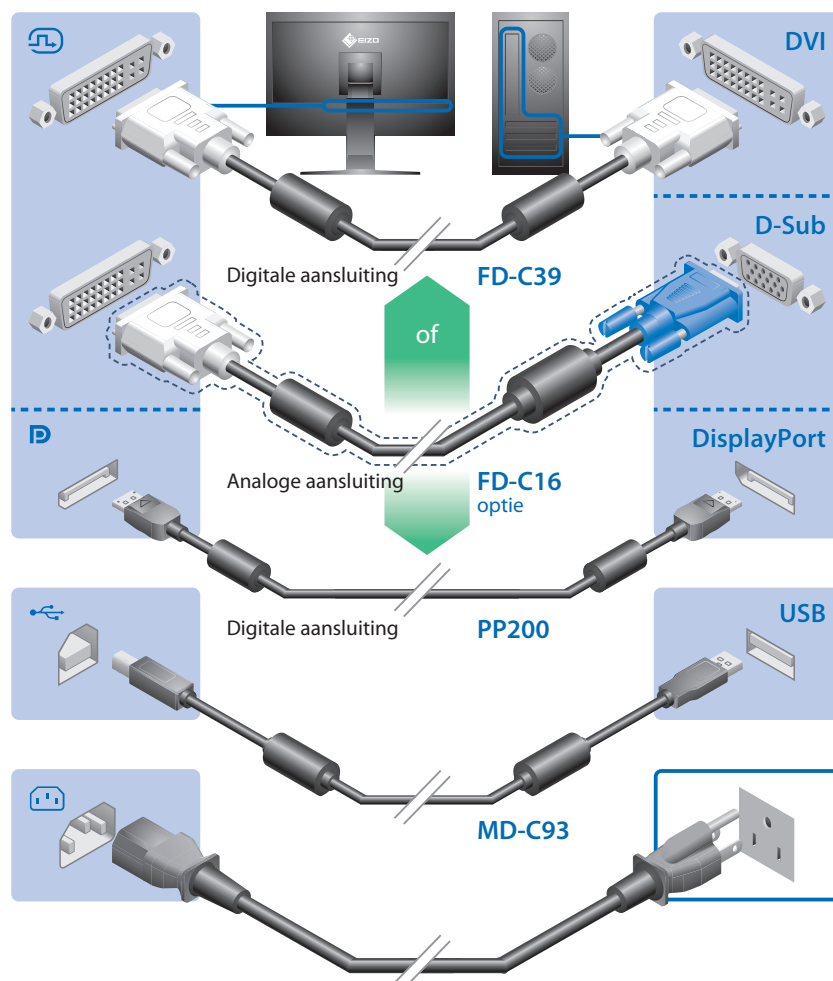 EIZO
DVI
D-Sub
Digitale aansluiting
FD-C39
of
DisplayPort
Analoge aansluiting
FD-C16
optie
Digitale aansluiting
PP200
USB
MD-C93